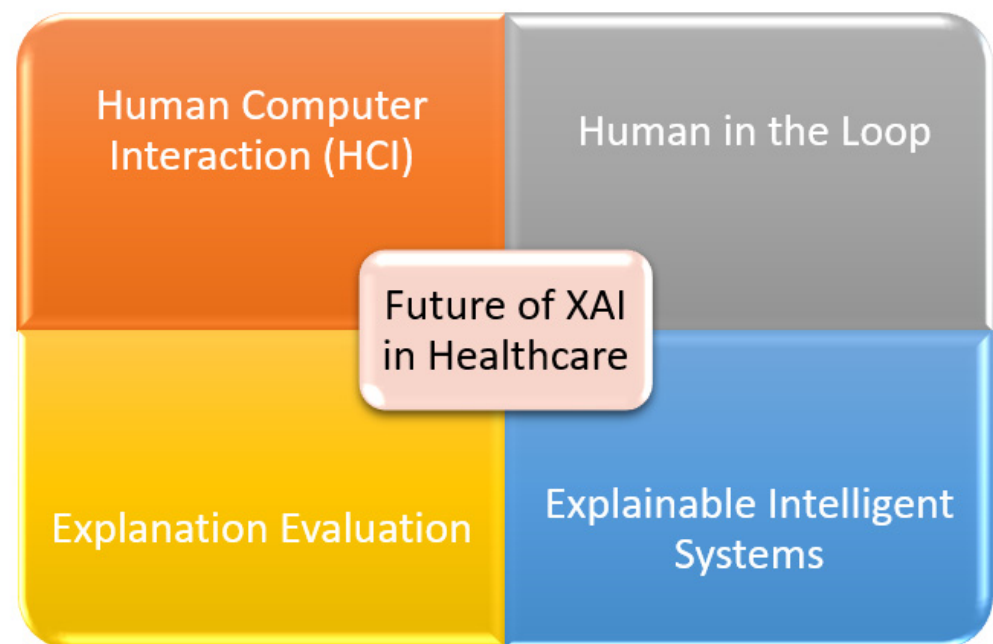 Human Computer
Interaction (HCI)
Human in the Loop
Future of XAI
in Healthcare
Explanation Evaluation
Explainable Intelligent
Systems